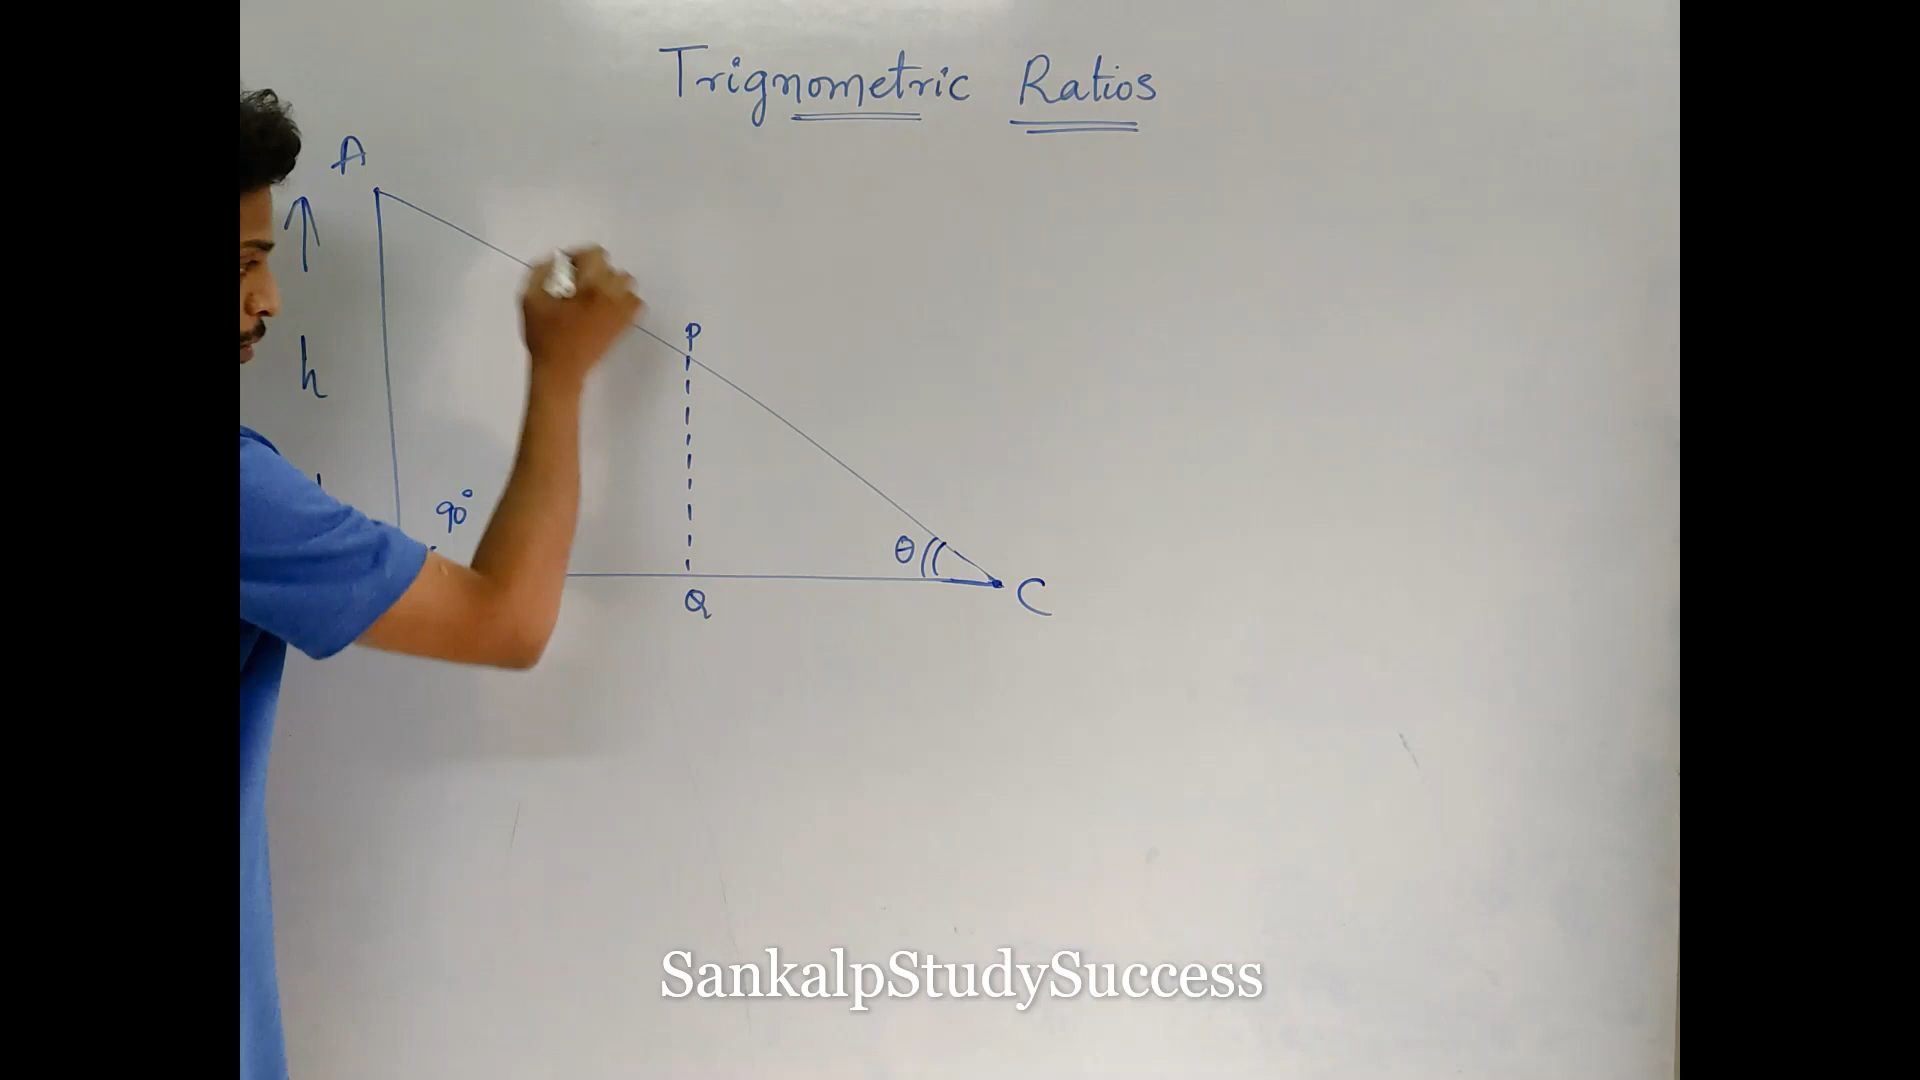 Trignometric Ratios
A
h
P
90°
θ
Q
C
SankalpStudySuccess